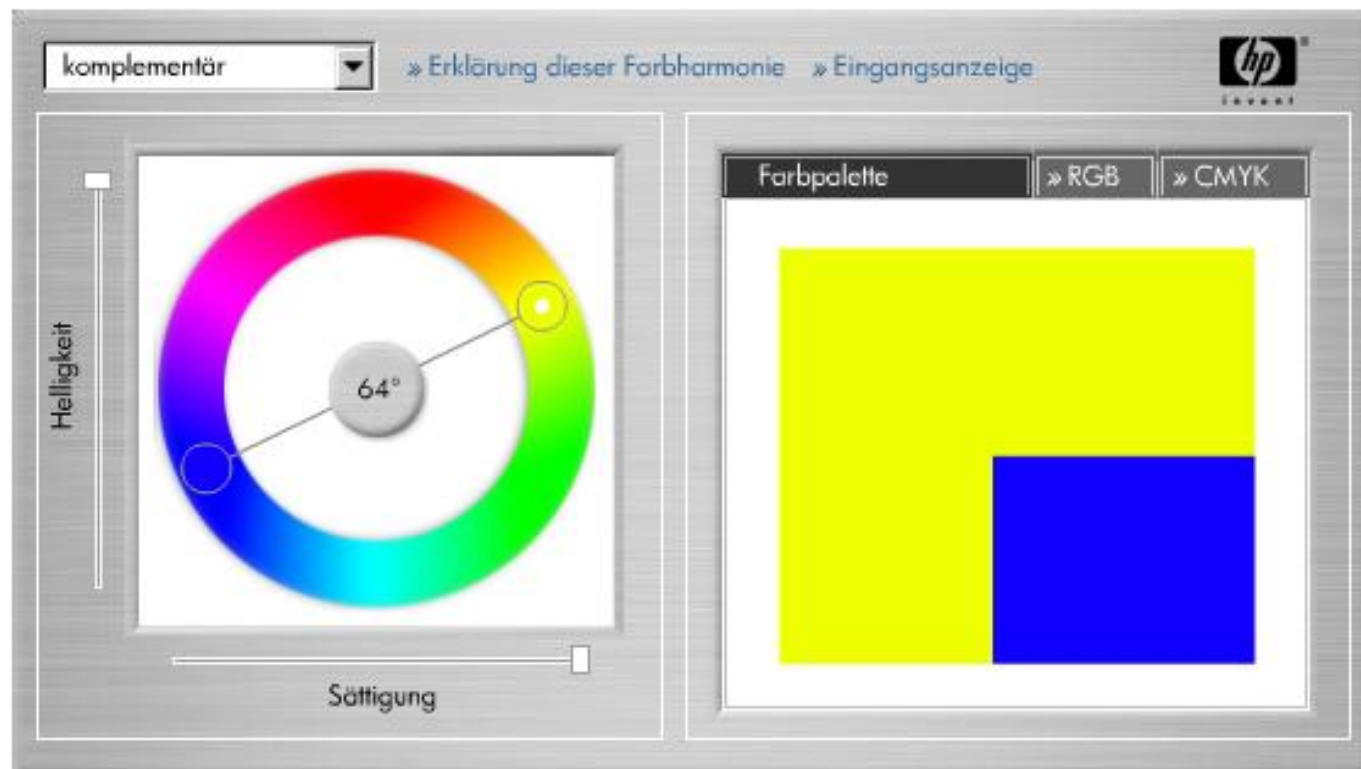 komplementär
» Erklärung dieser Farbharmonie » Eingangsanzeige
hp
invent
Helligkeit
64°
Sättigung
Farbpalette
» RGB
» CMYK